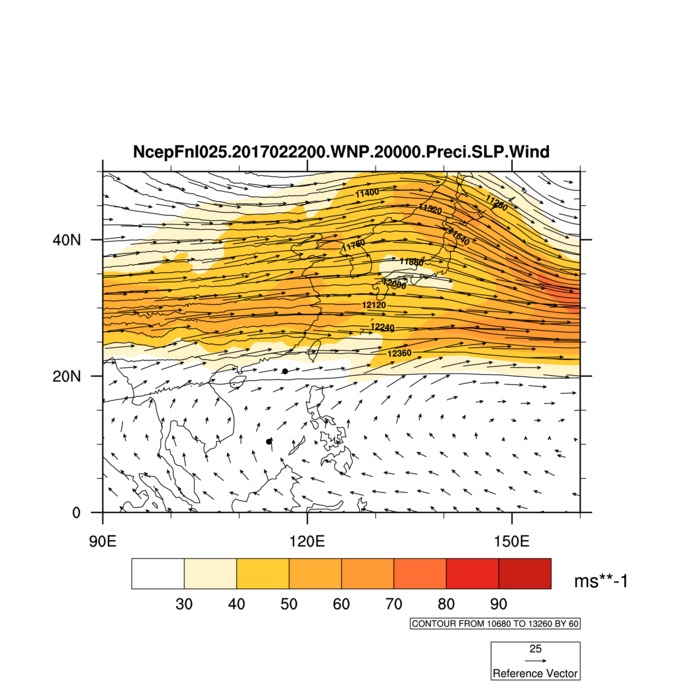 NcepFnl025.2017022200.WNP.20000.Preci.SLP.Wind
11400
11520
11280
11640
11760
11880
12000
12120
12240
12360
40N
20N
0
90E 120E 150E
ms**-1
30 40 50 60 70 80 90
CONTOUR FROM 10680 TO 13260 BY 60
25
Reference Vector